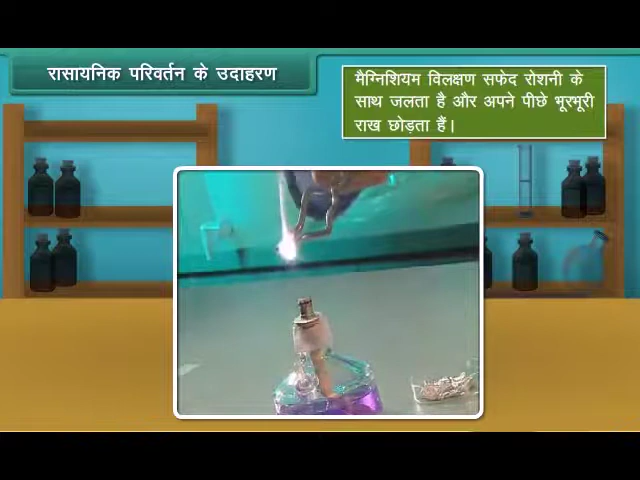 रासायनिक परिवर्तन के उदाहरण
मैग्निशियम विलक्षण सफेद रोशनी के
साथ जलता है और अपने पीछे भूरभूरी
राख छोड़ता हैं।